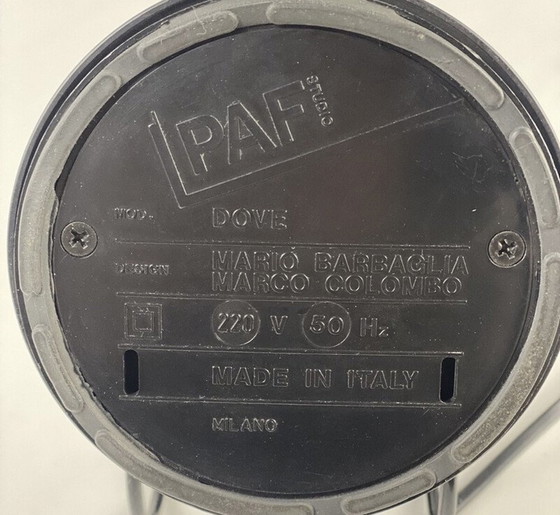 PAF STUDIO
MOD. DOVE
DESIGN MARIO BARBAGLIA
MARCO COLOMBO
220 V 50 Hz
MADE IN ITALY
MILANO